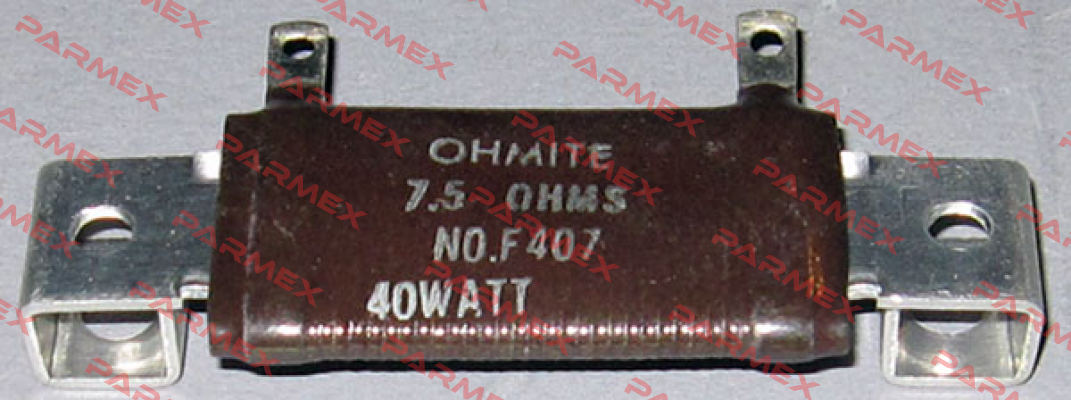 OHMITE
7.5 OHMS
NO.F407
40WATT
PARMEX